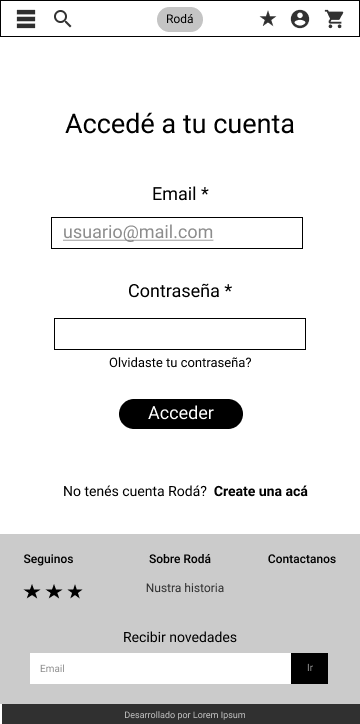 Rodá
Accedé a tu cuenta
Email *
usuario@mail.com
Contraseña *
Olvidaste tu contraseña?
Acceder
No tenés cuenta Rodá? Create una acá
Seguinos Sobre Rodá Contactanos
Nustra historia
Recibir novedades
Email Ir
Desarrollado por Lorem Ipsum